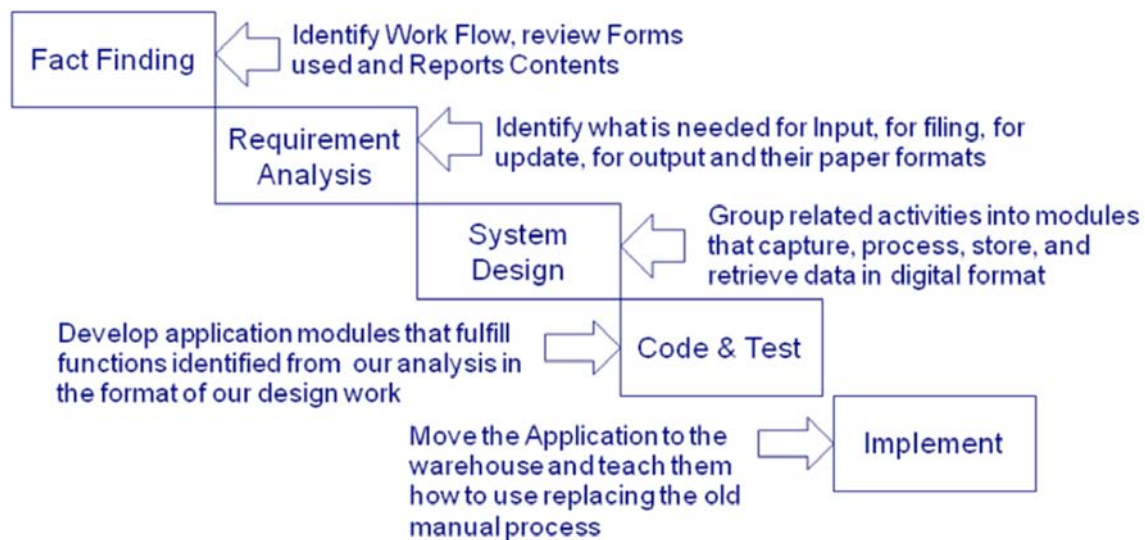 Fact Finding
Identify Work Flow, review Forms
used and Reports Contents
Requirement
Analysis
Identify what is needed for Input, for filing, for
update, for output and their paper formats
System
Design
Group related activities into modules
that capture, process, store, and
retrieve data in digital format
Develop application modules that fulfill
functions identified from our analysis in
the format of our design work
Code & Test
Move the Application to the
warehouse and teach them
how to use replacing the old
manual process
Implement